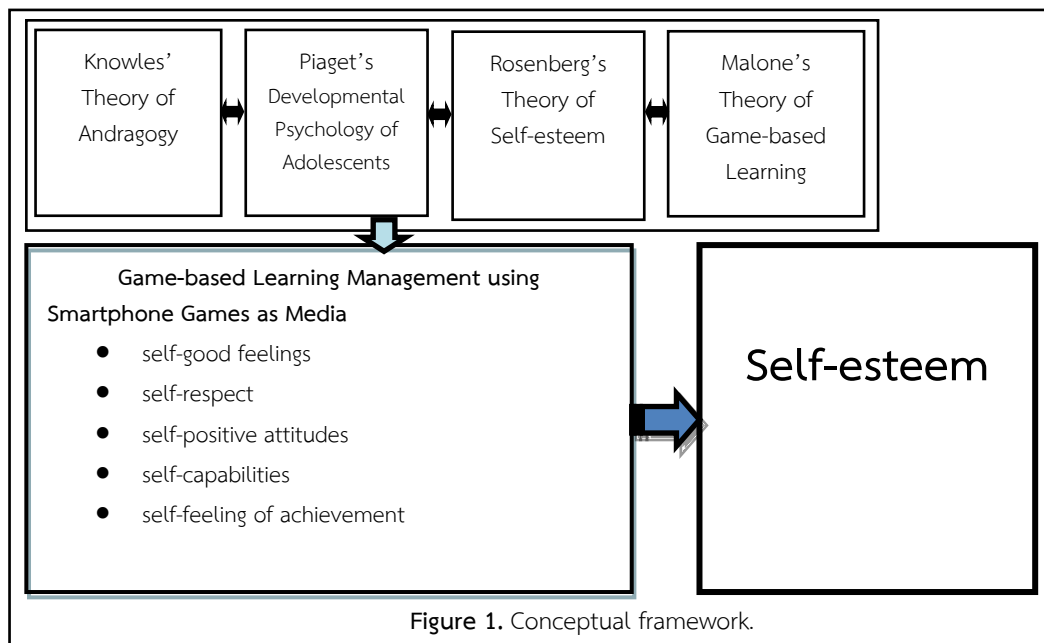 Knowles'
Theory of
Andragogy
Piaget's
Developmental
Psychology of
Adolescents
Rosenberg's
Theory of
Self-esteem
Malone's
Theory of
Game-based
Learning
Game-based Learning Management using
Smartphone Games as Media
● self-good feelings
● self-respect
● self-positive attitudes
● self-capabilities
● self-feeling of achievement
Self-esteem
Figure 1. Conceptual framework.